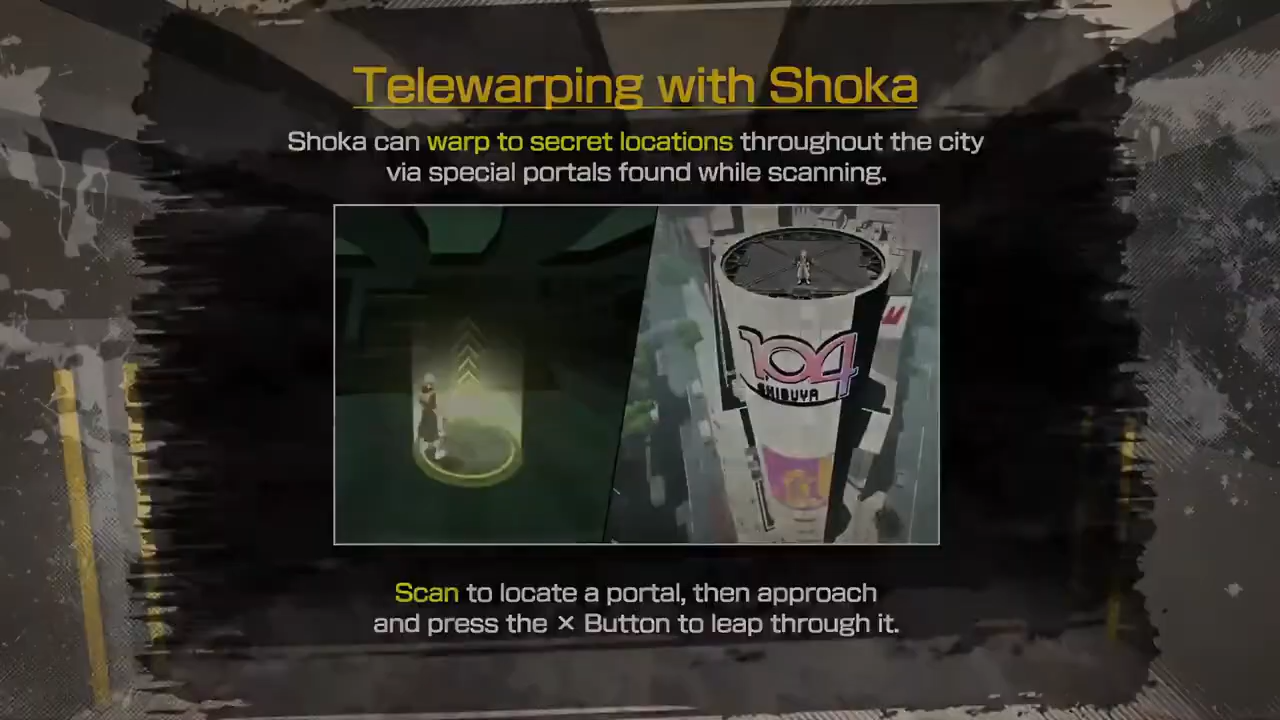 Telewarping with Shoka
Shoka can warp to secret locations throughout the city
via special portals found while scanning.
104
SHIBUYA
Scan to locate a portal, then approach
and press the × Button to leap through it.